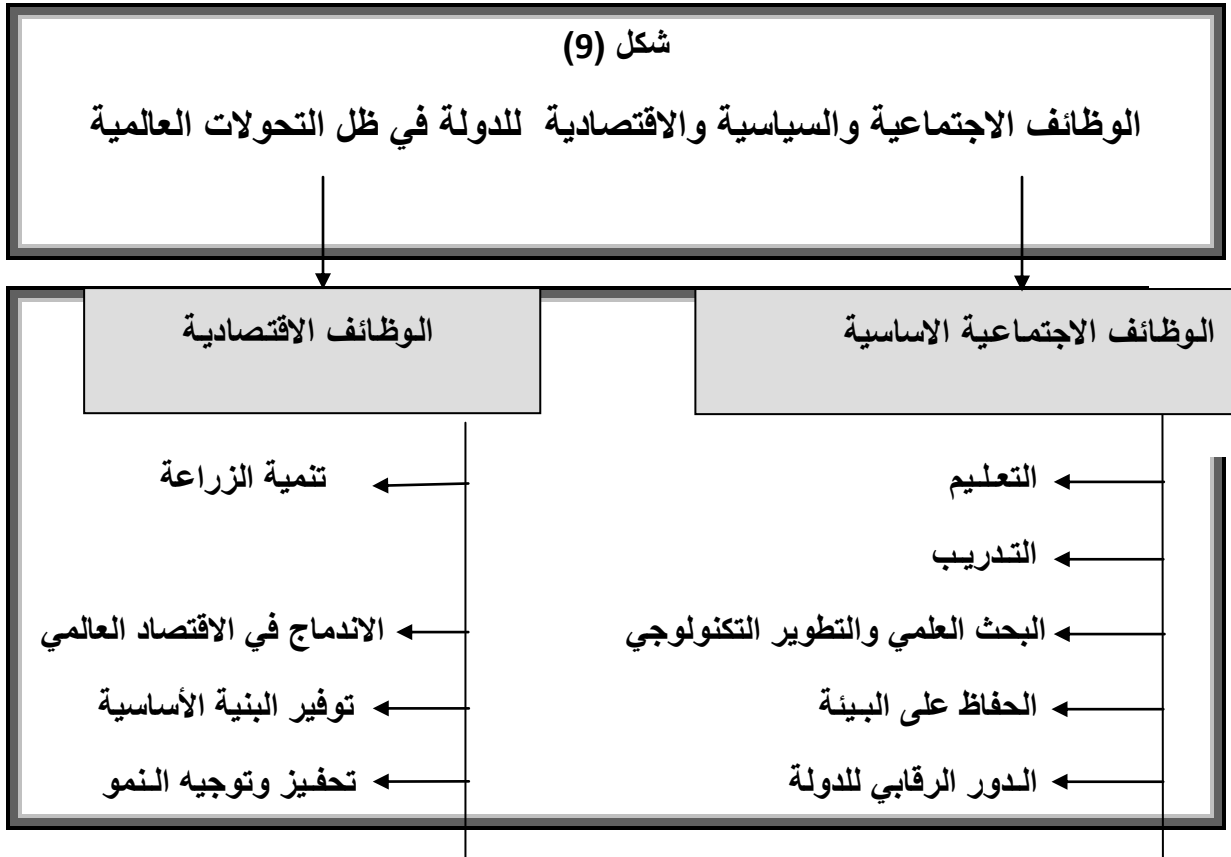 شكل (9)
الوظائف الاجتماعية والسياسية والاقتصادية للدولة في ظل التحولات العالمية
الوظائف الاجتماعية الاساسية
التعليم
التدريب
البحث العلمي والتطوير التكنولوجي
الحفاظ على البيئة
الدور الرقابي للدولة
الوظائف الاقتصادية
تنمية الزراعة
الاندماج في الاقتصاد العالمي
توفير البنية الأساسية
تحفيز وتوجيه النمو